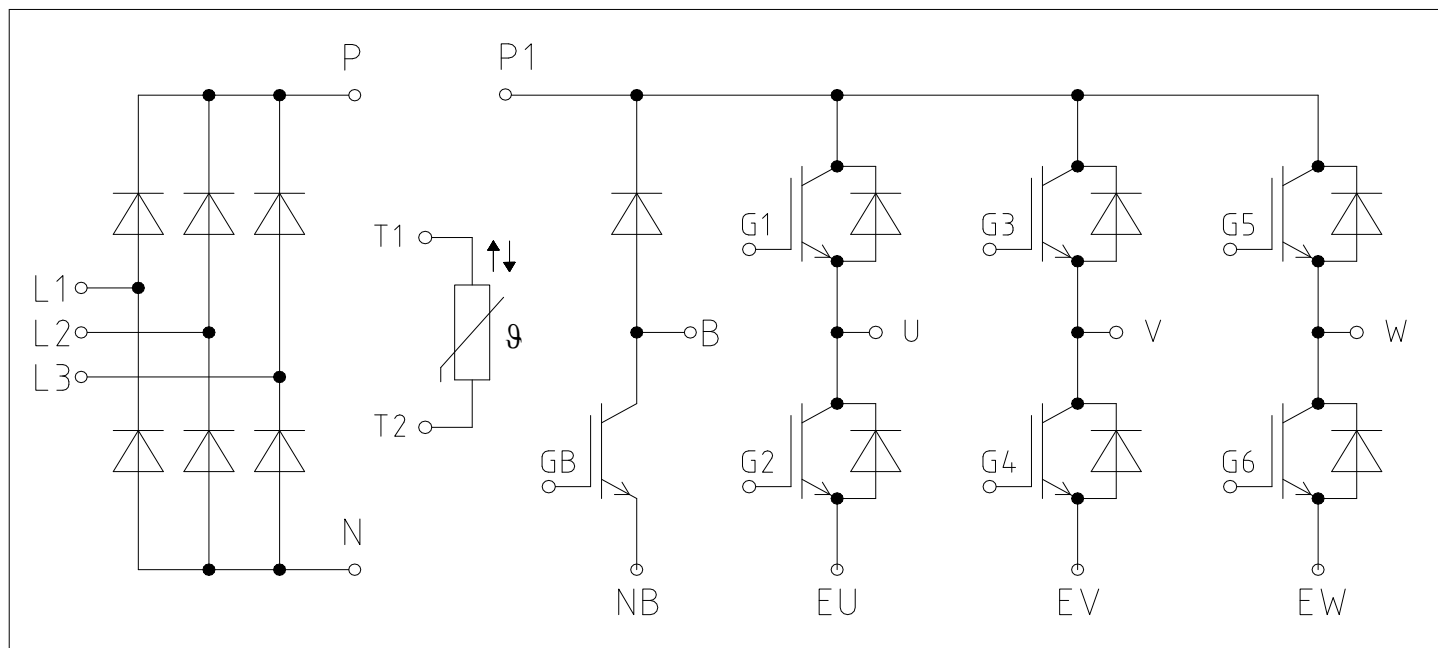 P P1
T1 G1 G3 G5
L1
L2 ϑ B U V W
L3
T2 GB G2 G4 G6
N
NB EU EV EW